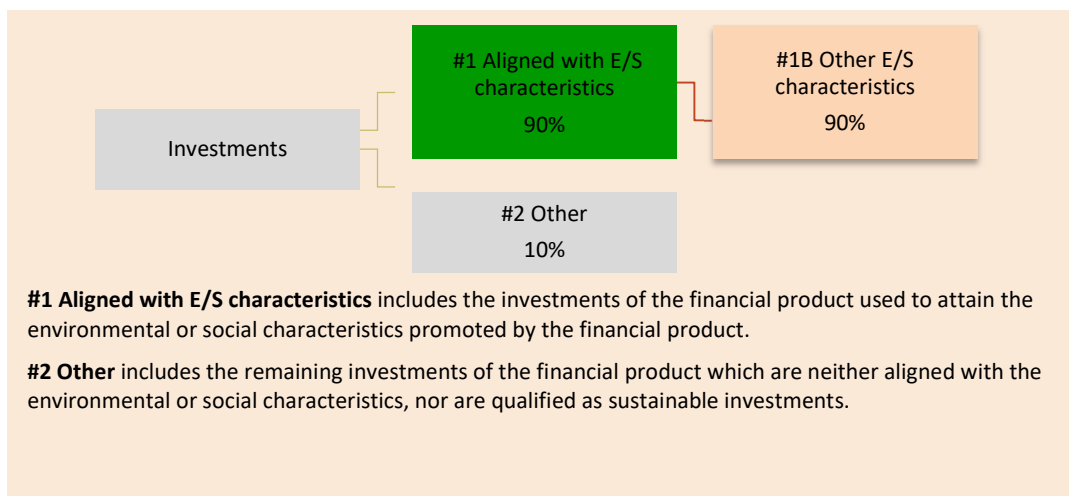 #1 Aligned with E/S
characteristics
90%
#1B Other E/S
characteristics
90%
Investments
#2 Other
10%
#1 Aligned with E/S characteristics includes the investments of the financial product used to attain the
environmental or social characteristics promoted by the financial product.
#2 Other includes the remaining investments of the financial product which are neither aligned with the
environmental or social characteristics, nor are qualified as sustainable investments.